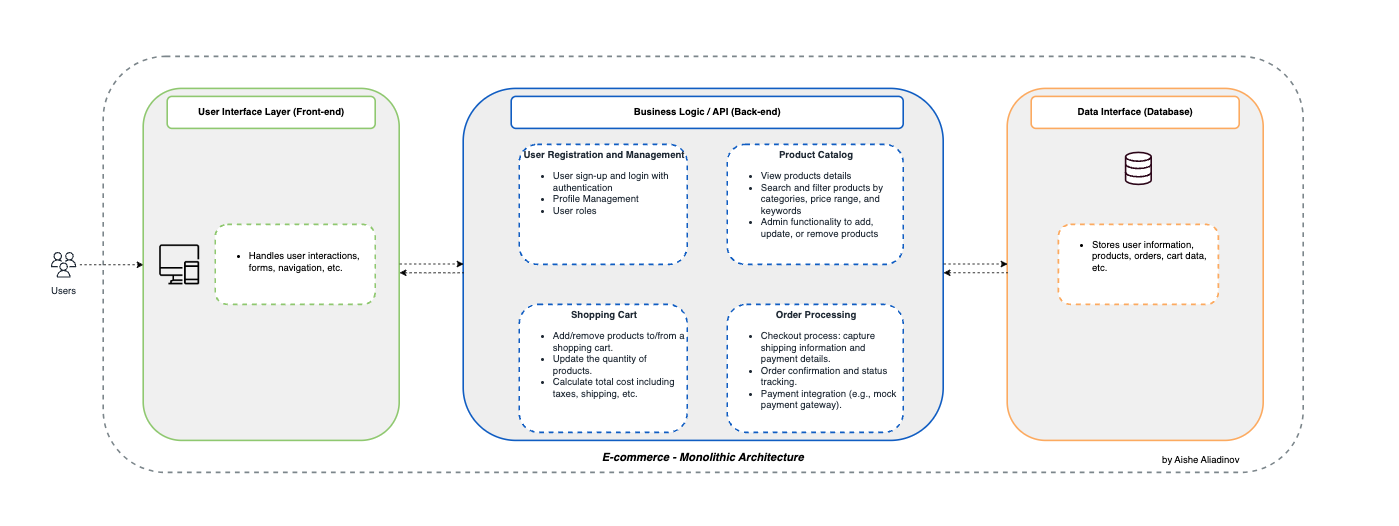 User Interface Layer (Front-end)
Business Logic / API (Back-end)
Data Interface (Database)
Users
Handles user interactions,
forms, navigation, etc.
User Registration and Management
User sign-up and login with
authentication
Profile Management
User roles
Product Catalog
View products details
Search and filter products by
categories, price range, and
keywords
Admin functionality to add,
update, or remove products
Shopping Cart
Add/remove products to/from a
shopping cart.
Update the quantity of
products.
Calculate total cost including
taxes, shipping, etc.
Order Processing
Checkout process: capture
shipping information and
payment details.
Order confirmation and status
tracking.
Payment integration (e.g., mock
payment gateway).
Stores user information,
products, orders, cart data,
etc.
E-commerce - Monolithic Architecture
by Aishe Aliadinov